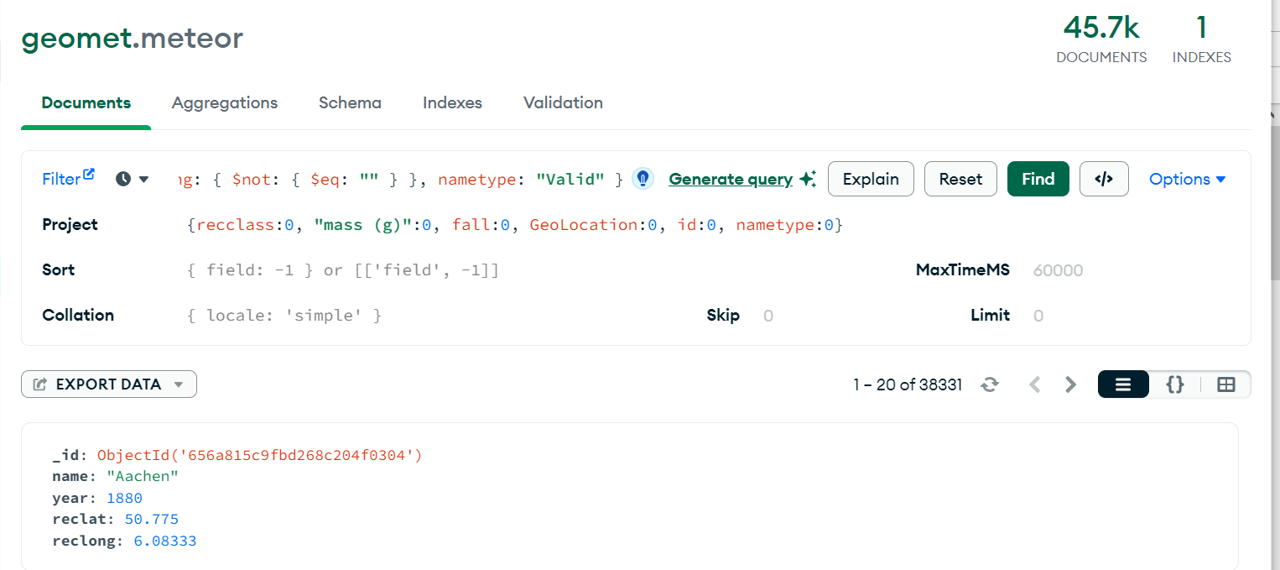 geomet.meteor
45.7k
DOCUMENTS
1
INDEXES
Documents Aggregations Schema Indexes Validation
Filter ng: { $not: { $eq: "" } }, nametype: "Valid" } Generate query Explain Reset Find </> Options
Project {recclass:0, "mass (g)":0, fall:0, GeoLocation:0, id:0, nametype:0}
Sort { field: -1 } or [['field', -1]] MaxTimeMS 60000
Collation { locale: 'simple' } Skip 0 Limit 0
EXPORT DATA 1 – 20 of 38331 {}
_id: ObjectId('656a815c9fbd268c204f0304')
name: "Aachen"
year: 1880
reclat: 50.775
reclong: 6.08333